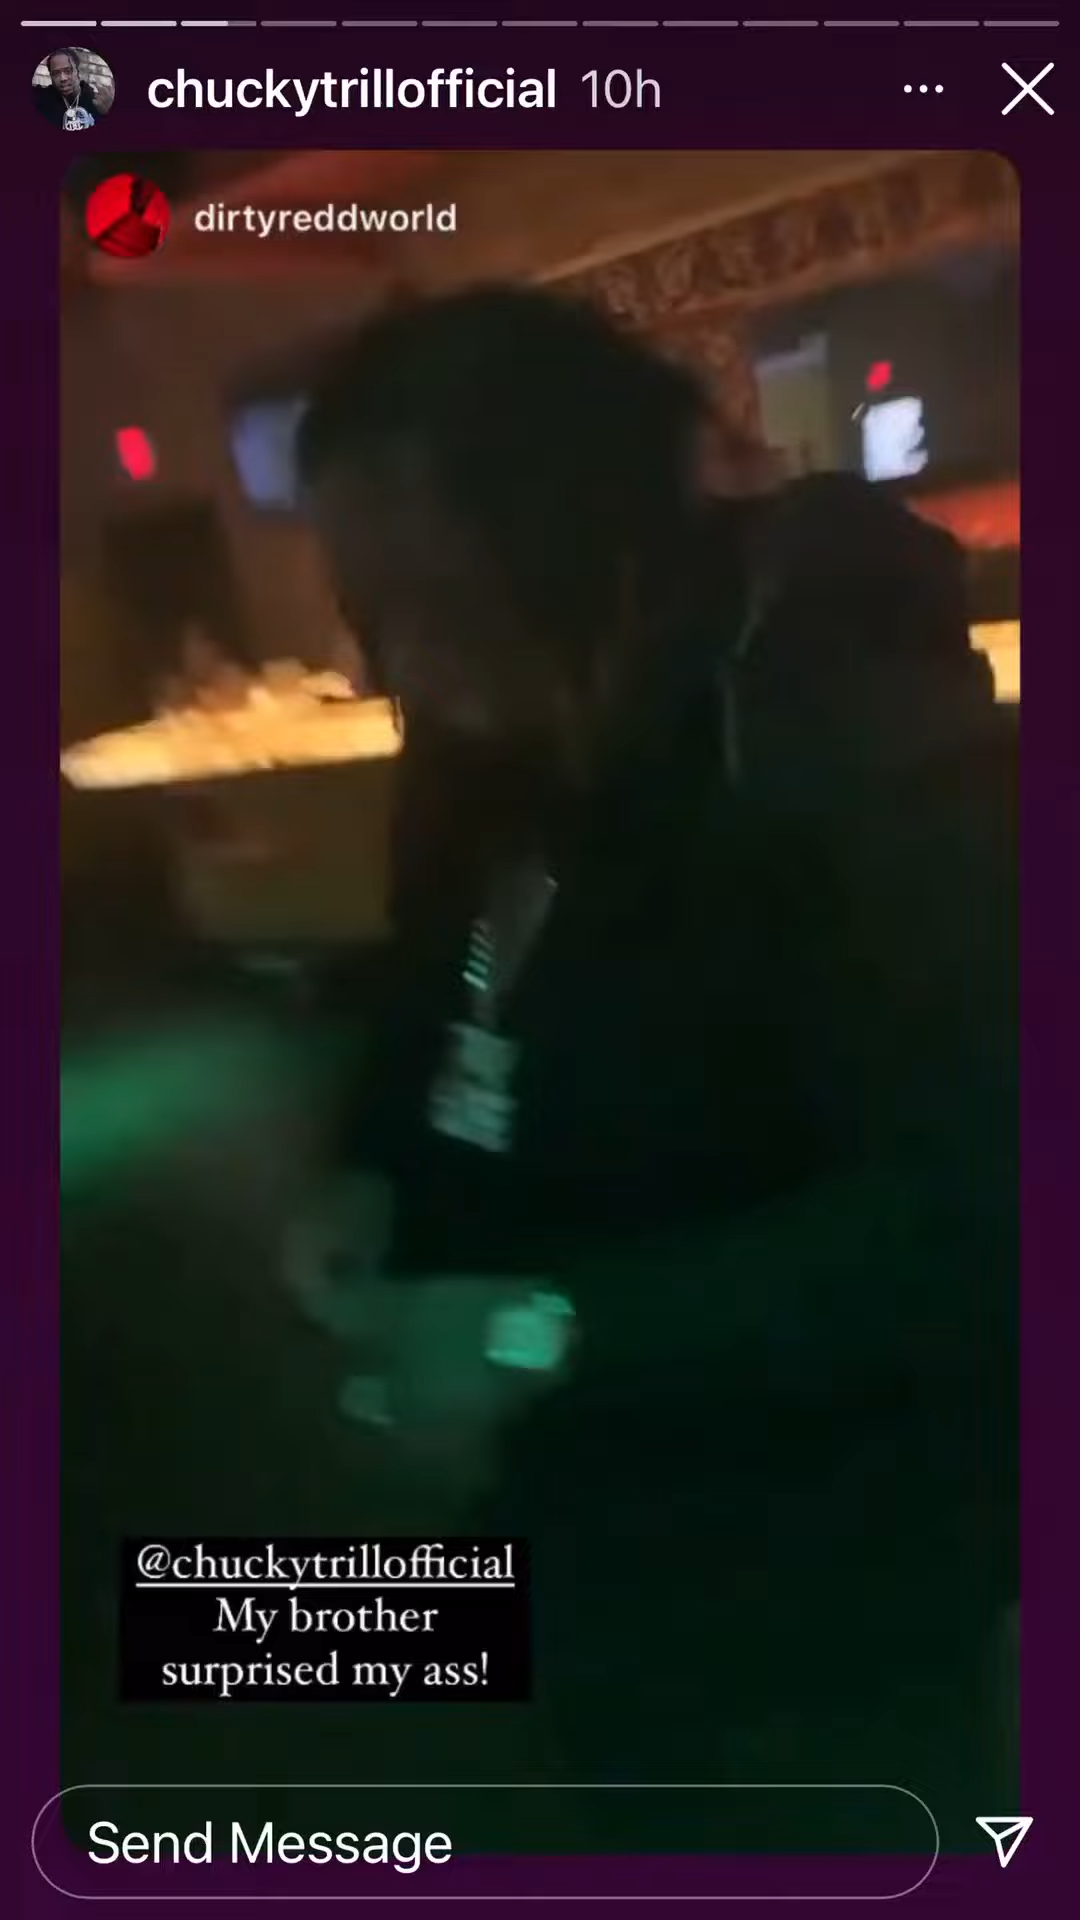 chuckytrillofficial 10h
dirtyreddworld
@chuckytrillofficial
My brother
surprised my ass!
Send Message